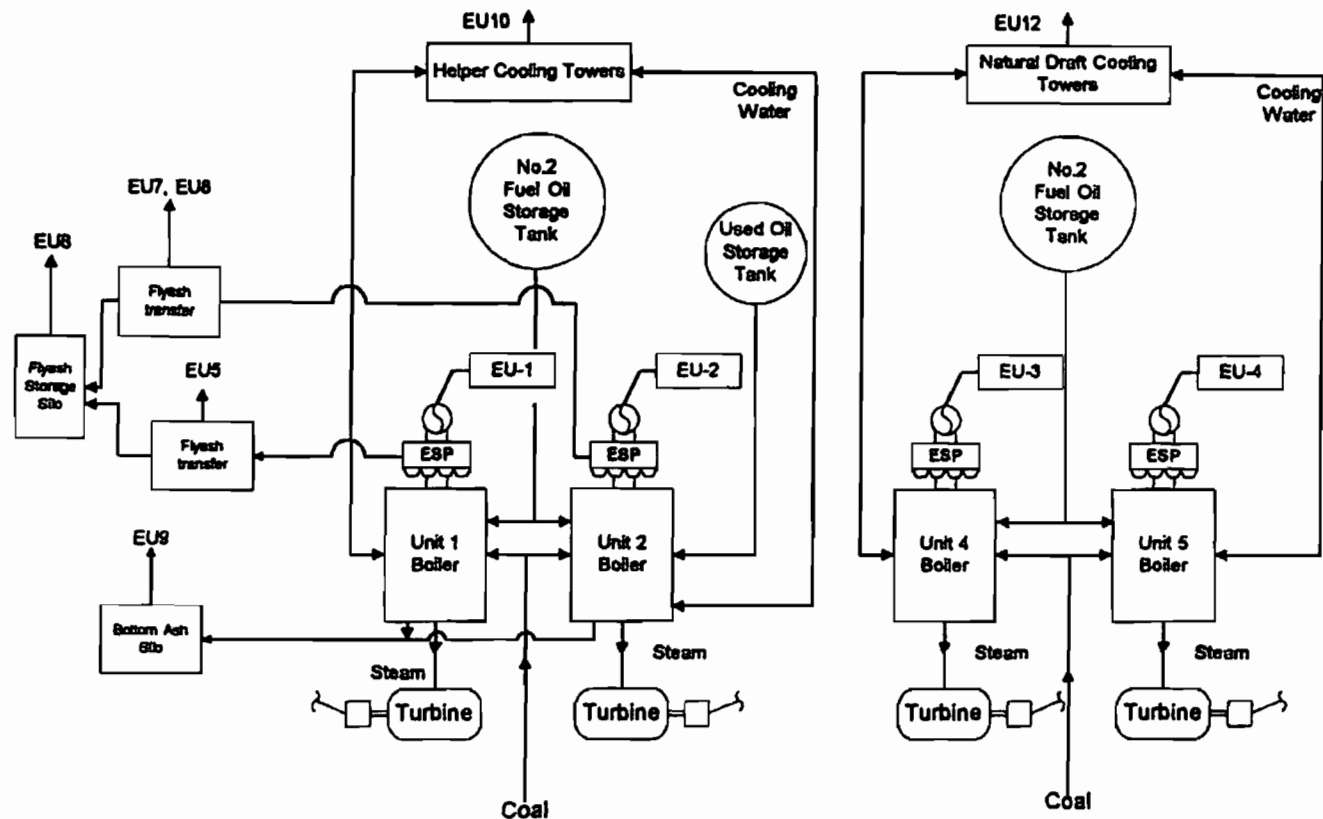 EU10
Helper Cooling Towers
Cooling
Water
No.2
Fuel Oil
Storage
Tank
Used Oil
Storage
Tank
EU7, EU6
EU8
Flyash
transfer
Flyash
Storage
Silo
EU5
Flyash
transfer
EU-1
EU-2
ESP
ESP
Unit 1
Boiler
Unit 2
Boiler
EU9
Bottom Ash
Silo
Steam
Steam
Turbine
Turbine
Coal
EU12
Natural Draft Cooling
Towers
Cooling
Water
No.2
Fuel Oil
Storage
Tank
EU-3
EU-4
ESP
ESP
Unit 4
Boiler
Unit 5
Boiler
Steam
Steam
Turbine
Turbine
Coal